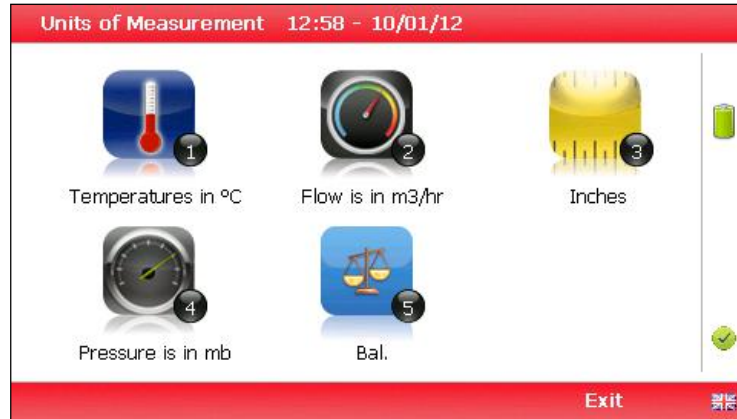 Units of Measurement 12:58 - 10/01/12
1
2
3
Temperatures in ºC
Flow is in m3/hr
Inches
4
5
Pressure is in mb
Bal.
Exit